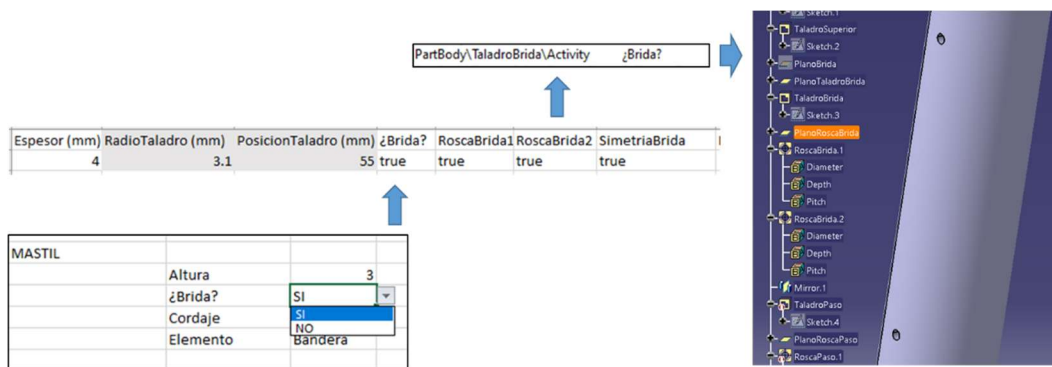 PartBody\TaladroBrida\Activity ¿Brida?
Espesor (mm) RadioTaladro (mm) PosicionTaladro (mm) ¿Brida? RoscaBrida1 RoscaBrida2 SimetriaBrida
4 3.1 55 true true true true
MASTIL
Altura 3
¿Brida? SI
SI
Cordaje NO
Elemento Bandera
Sketch.1
TaladroSuperior
Sketch.2
PlanoBrida
PlanoTaladroBrida
TaladroBrida
Sketch.3
PlanoRoscaBrida
RoscaBrida.1
Diameter
Depth
Pitch
RoscaBrida.2
Diameter
Depth
Pitch
Mirror.1
TaladroPaso
Sketch.4
PlanoRoscaPaso
RoscaPaso.1